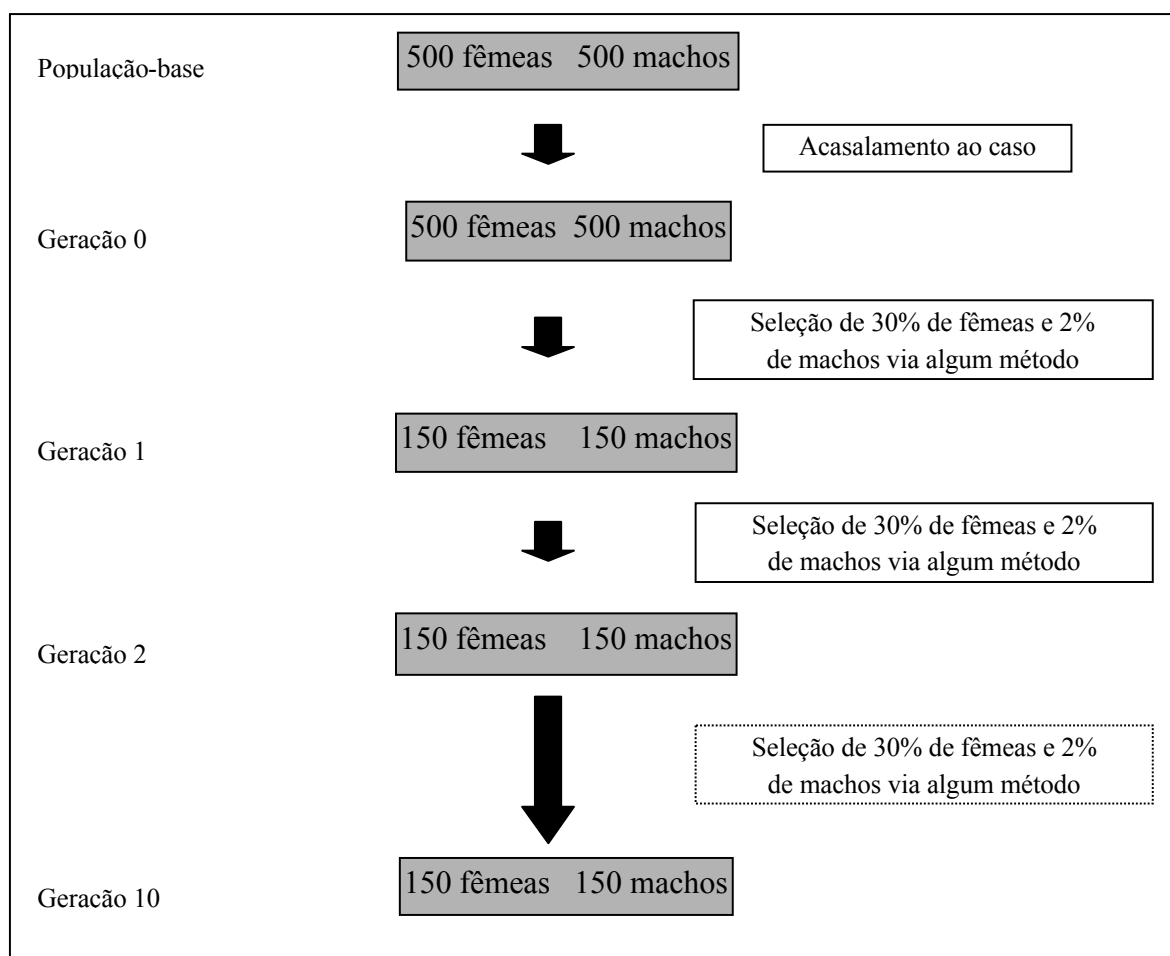 População-base
500 fêmeas 500 machos
Acasalamento ao caso
Geração 0
500 fêmeas 500 machos
Seleção de 30% de fêmeas e 2%
de machos via algum método
Geração 1
150 fêmeas 150 machos
Seleção de 30% de fêmeas e 2%
de machos via algum método
Geração 2
150 fêmeas 150 machos
Seleção de 30% de fêmeas e 2%
de machos via algum método
Geração 10
150 fêmeas 150 machos